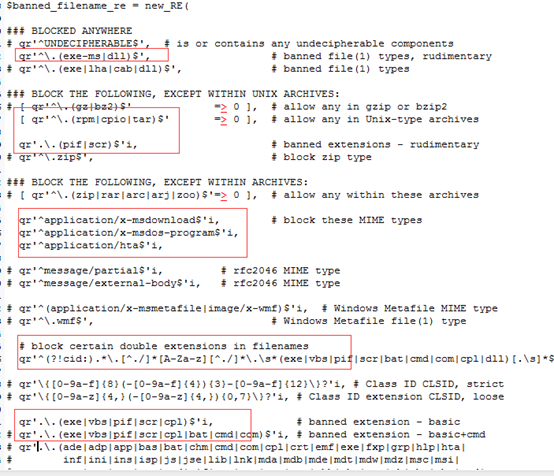 $banned_filename_re = new_RE(
### BLOCKED ANYWHERE
# qr'^UNDECIPHERABLE$', # is or contains any undecipherable components
qr'^\.(exe-ms|dll)$', # banned file(1) types, rudimentary
# qr'^\.(exe|lha|cab|dll)$', # banned file(1) types
### BLOCK THE FOLLOWING, EXCEPT WITHIN UNIX ARCHIVES:
# [ qr'^\.(gz|bz2)$' => 0 ], # allow any in gzip or bzip2
[ qr'^\.(rpm|cpio|tar)$' => 0 ], # allow any in Unix-type archives
qr'.\.(pif|scr)$'i, # banned extensions - rudimentary
# qr'^\.zip$', # block zip type
### BLOCK THE FOLLOWING, EXCEPT WITHIN ARCHIVES:
# [ qr'^\.(zip|rar|arc|arj|zoo)$'=> 0 ], # allow any within these archives
qr'^application/x-msdownload$'i, # block these MIME types
qr'^application/x-msdos-program$'i,
qr'^application/hta$'i,
# qr'^message/partial$'i, # rfc2046 MIME type
# qr'^message/external-body$'i, # rfc2046 MIME type
# qr'^(application/x-msmetafile|image/x-wmf)$'i, # Windows Metafile MIME type
# qr'^\.wmf$', # Windows Metafile file(1) type
# block certain double extensions in filenames
qr'^(?!cid:).*\.[^./]*[A-Za-z][^./]*\.\s*(exe|vbs|pif|scr|bat|cmd|com|cpl|dll)[.\s]*$
# qr'\{[0-9a-f]{8}(-[0-9a-f]{4}){3}-[0-9a-f]{12}\}?'i, # Class ID CLSID, strict
# qr'\{[0-9a-z]{4,}(-[0-9a-z]{4,}){0,7}\}?'i, # Class ID extension CLSID, loose
qr'.\.(exe|vbs|pif|scr|cpl)$'i, # banned extension - basic
# qr'.\.(exe|vbs|pif|scr|cpl|bat|cmd|com)$'i, # banned extension - basic+cmd
# qr'.\.(ade|adp|app|bas|bat|chm|cmd|com|cpl|crt|emf|exe|fxp|grp|hlp|hta|
# inf|ini|ins|isp|js|jse|lib|lnk|mda|mdb|mde|mdt|mdw|mdz|msc|msi|